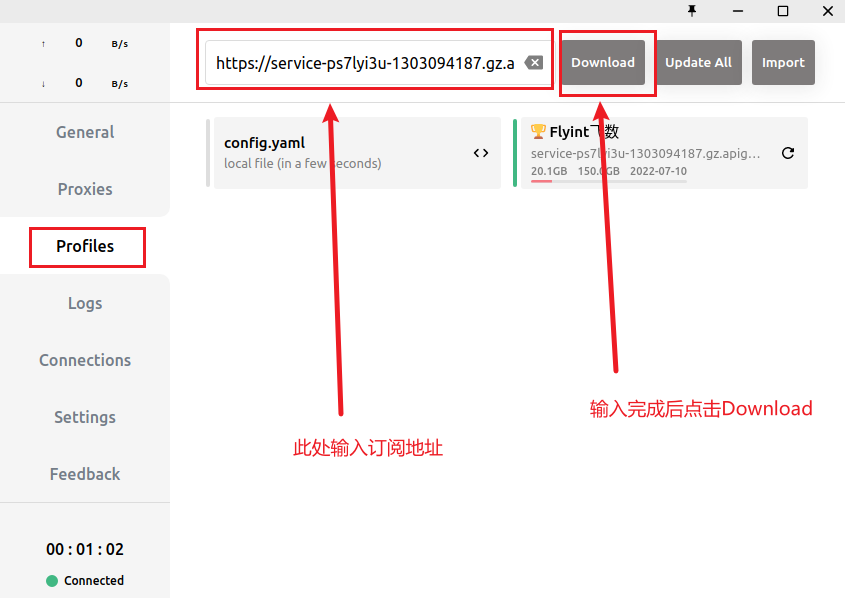 ↑ 0 B/s
↓ 0 B/s
General
Proxies
Profiles
Logs
Connections
Settings
Feedback
00 : 01 : 02
Connected
https://service-ps7lyi3u-1303094187.gz.a
Download
Update All
Import
config.yaml
local file (in a few seconds)
Flyint飞数
service-ps7lyi3u-1303094187.gz.apig...
20.1GB 150.0GB 2022-07-10
此处输入订阅地址
输入完成后点击Download